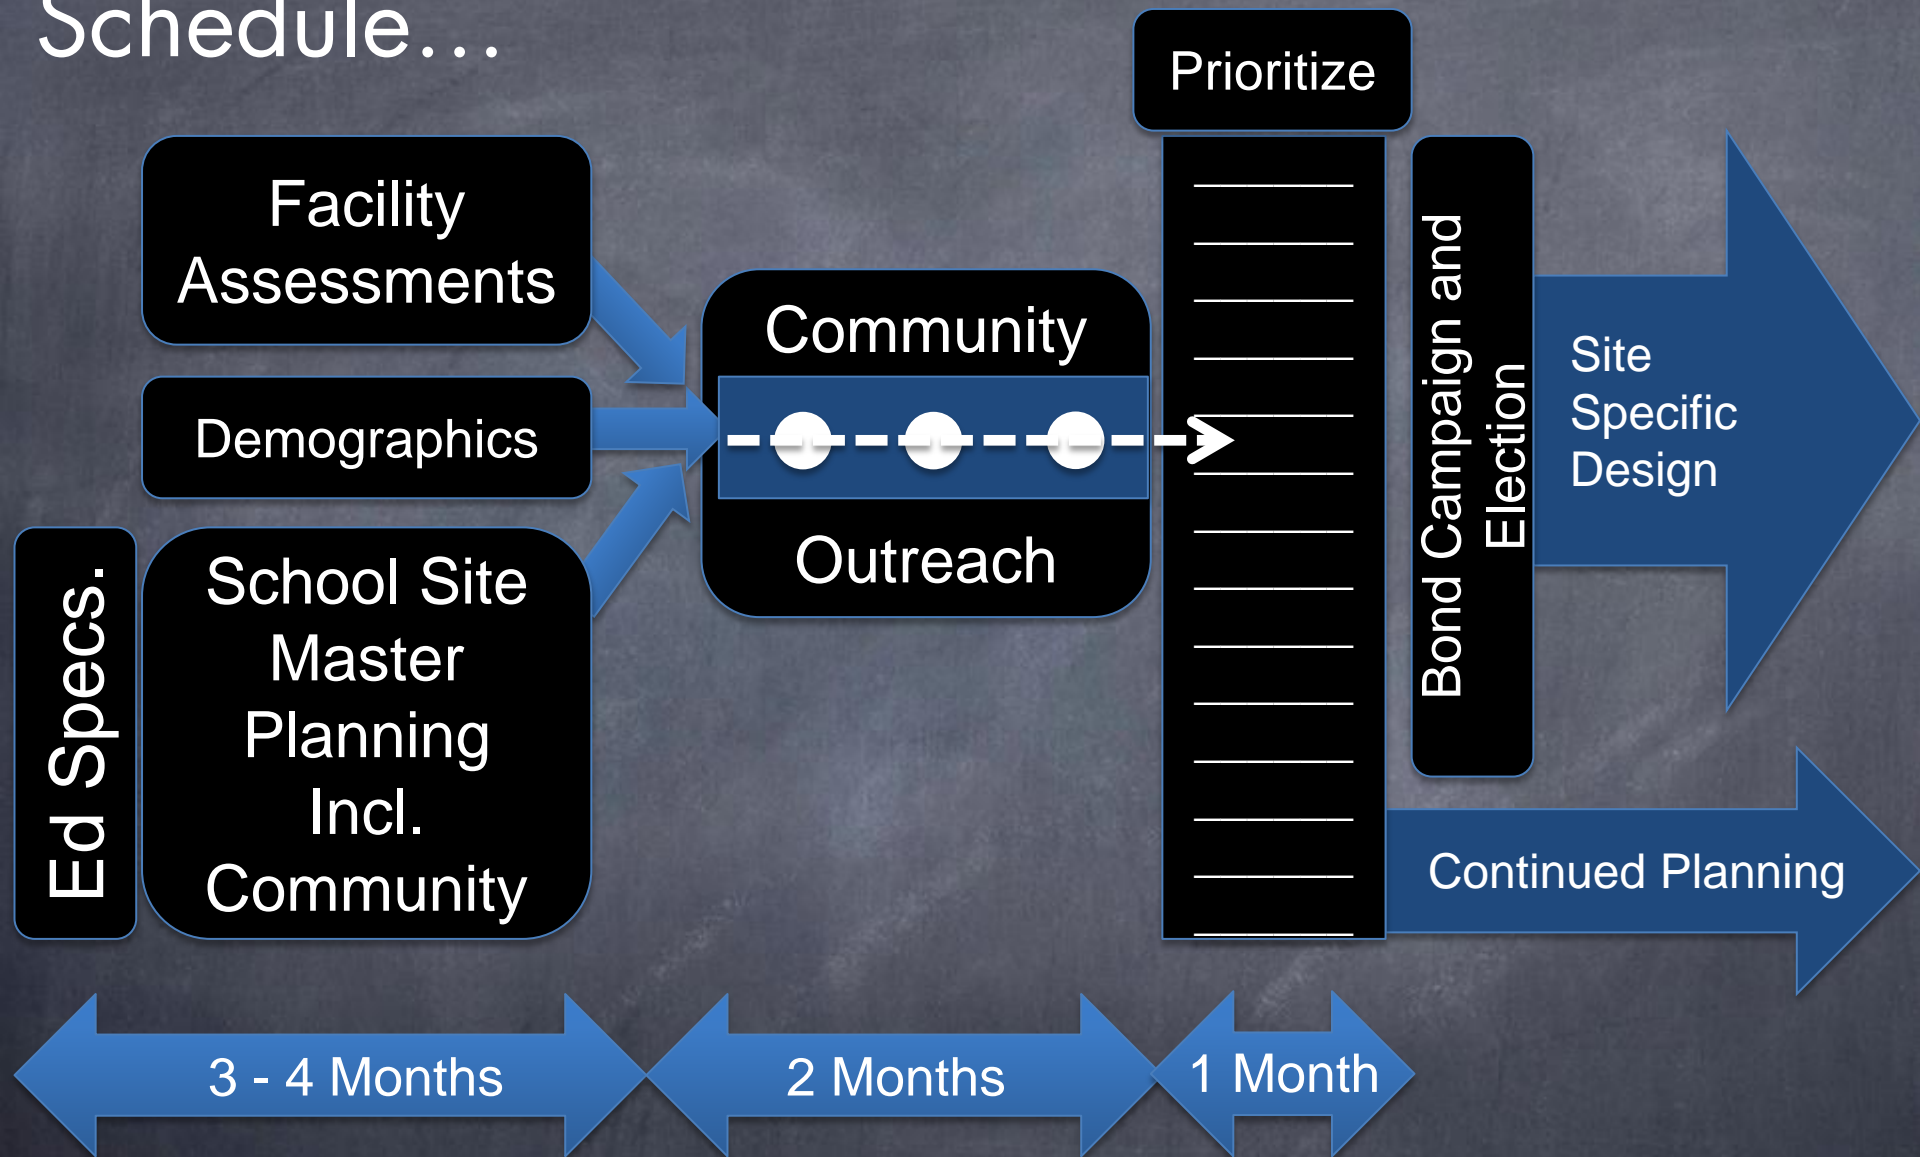 Schedule...
Prioritize
Facility
Assessments
Demographics
Ed Specs.
School Site
Master
Planning
Incl.
Community
Community
Outreach
Bond Campaign and
Election
Site
Specific
Design
Continued Planning
3 - 4 Months
2 Months
1 Month